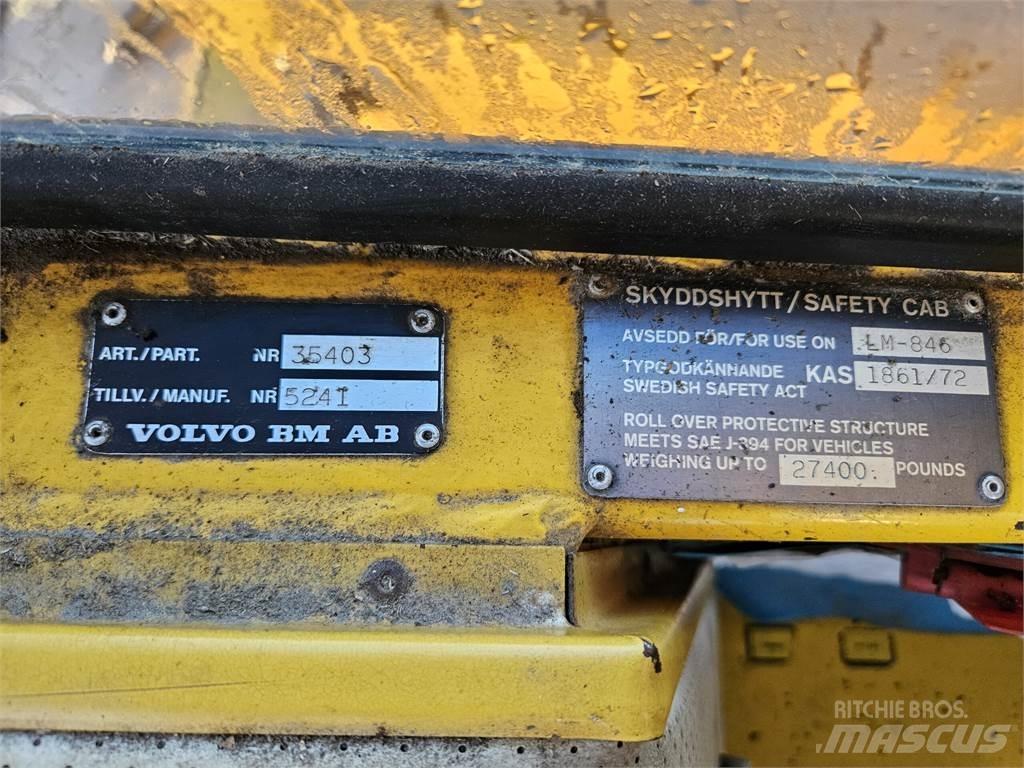 ART./PART. NR 35403
TILLV./MANUF. NR 5241
VOLVO BM AB
SKYDDSHYTT/SAFETY CAB
AVSEDD FÖR/FOR USE ON LM-846
TYPGODKÄNNANDE KAS 1861/72
SWEDISH SAFETY ACT
ROLL OVER PROTECTIVE STRUCTURE
MEETS SAE J-394 FOR VEHICLES
WEIGHING UP TO 27400. POUNDS
RITCHIE BROS.
MASCUS